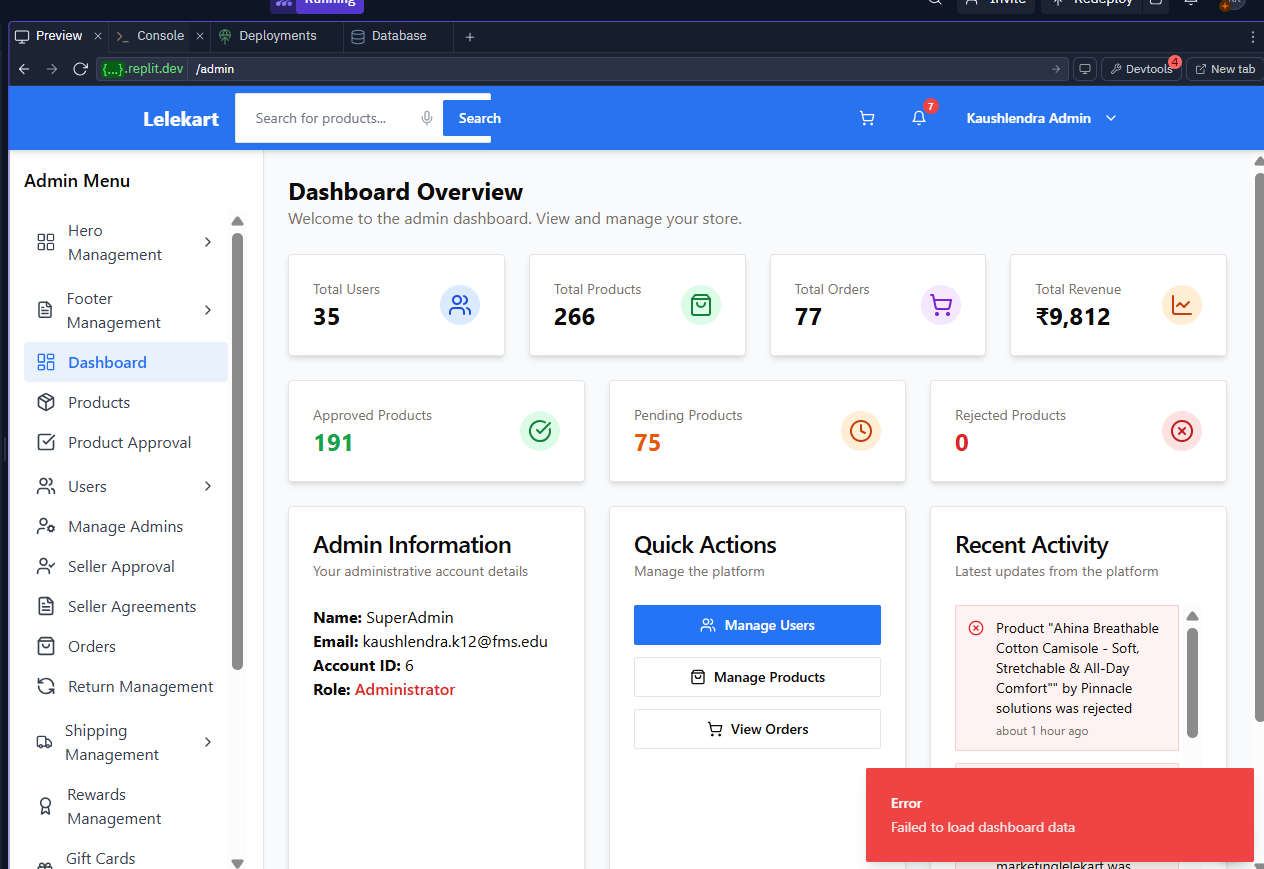 Running
Invite
Redeploy
Preview
Console
Deployments
Database
{...}.replit.dev
/admin
Devtools
4
New tab
Lelekart
Search for products...
Search
7
Kaushlendra Admin
Admin Menu
Hero
Management
Footer
Management
Dashboard
Products
Product Approval
Users
Manage Admins
Seller Approval
Seller Agreements
Orders
Return Management
Shipping
Management
Rewards
Management
Gift Cards
Dashboard Overview
Welcome to the admin dashboard. View and manage your store.
Total Users
35
Total Products
266
Total Orders
77
Total Revenue
₹9,812
Approved Products
191
Pending Products
75
Rejected Products
0
Admin Information
Your administrative account details
Name: SuperAdmin
Email: kaushlendra.k12@fms.edu
Account ID: 6
Role: Administrator
Quick Actions
Manage the platform
Manage Users
Manage Products
View Orders
Recent Activity
Latest updates from the platform
Product "Ahina Breathable
Cotton Camisole - Soft,
Stretchable & All-Day
Comfort"" by Pinnacle
solutions was rejected
about 1 hour ago
Error
Failed to load dashboard data
marketinglelekart was